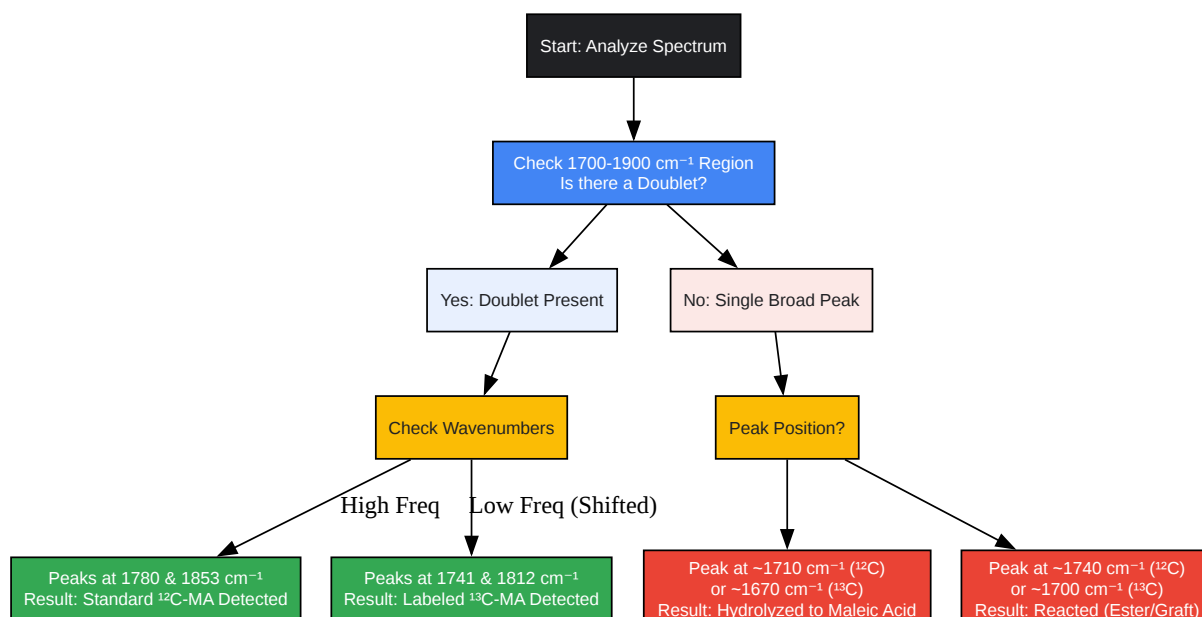 Start: Analyze Spectrum
Check 1700-1900 cm⁻¹ Region
Is there a Doublet?
Yes: Doublet Present
No: Single Broad Peak
Check Wavenumbers
Peak Position?
High Freq
Low Freq (Shifted)
Peaks at 1780 & 1853 cm⁻¹
Result: Standard ¹²C-MA Detected
Peaks at 1741 & 1812 cm⁻¹
Result: Labeled ¹³C-MA Detected
Peak at ~1710 cm⁻¹ (¹²C)
or ~1670 cm⁻¹ (¹³C)
Result: Hydrolyzed to Maleic Acid
Peak at ~1740 cm⁻¹ (¹²C)
or ~1700 cm⁻¹ (¹³C)
Result: Reacted (Ester/Graft)